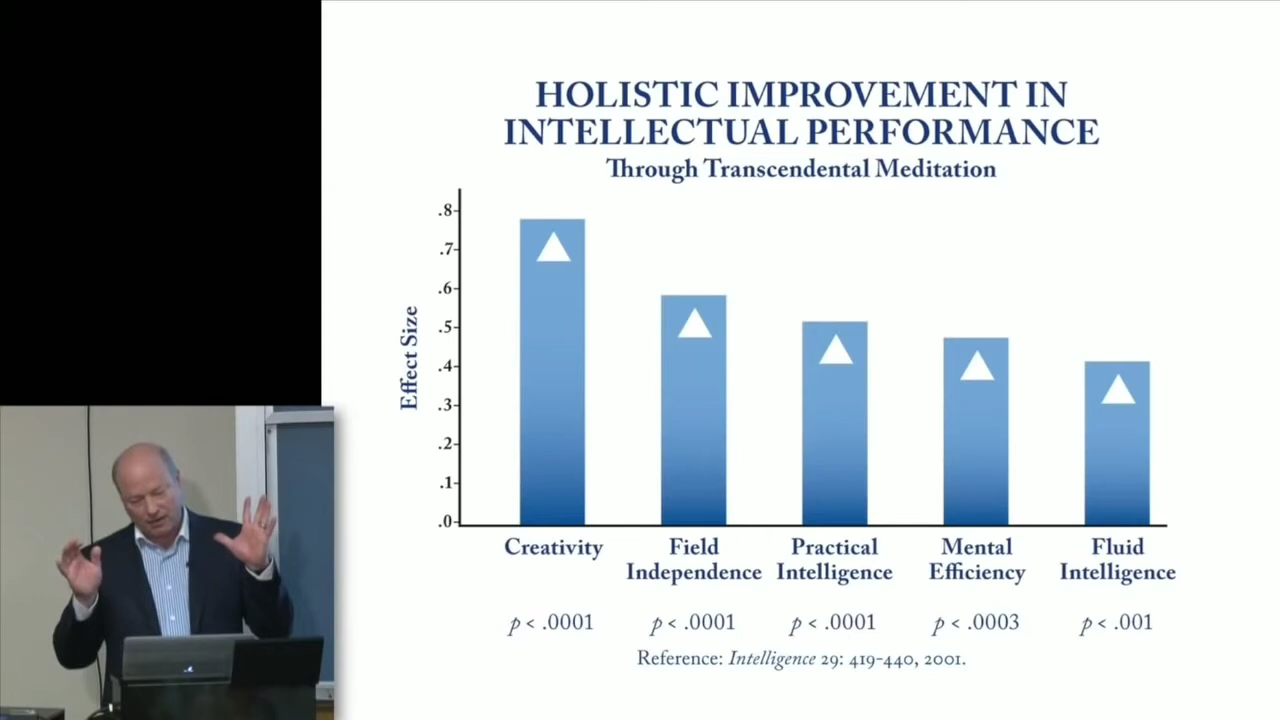 HOLISTIC IMPROVEMENT IN
INTELLECTUAL PERFORMANCE
Through Transcendental Meditation
Effect Size
.8
.7
.6
.5
.4
.3
.2
.1
.0
Creativity
Field
Independence
Practical
Intelligence
Mental
Efficiency
Fluid
Intelligence
p < .0001
p < .0001
p < .0001
p < .0003
p < .001
Reference: Intelligence 29: 419-440, 2001.